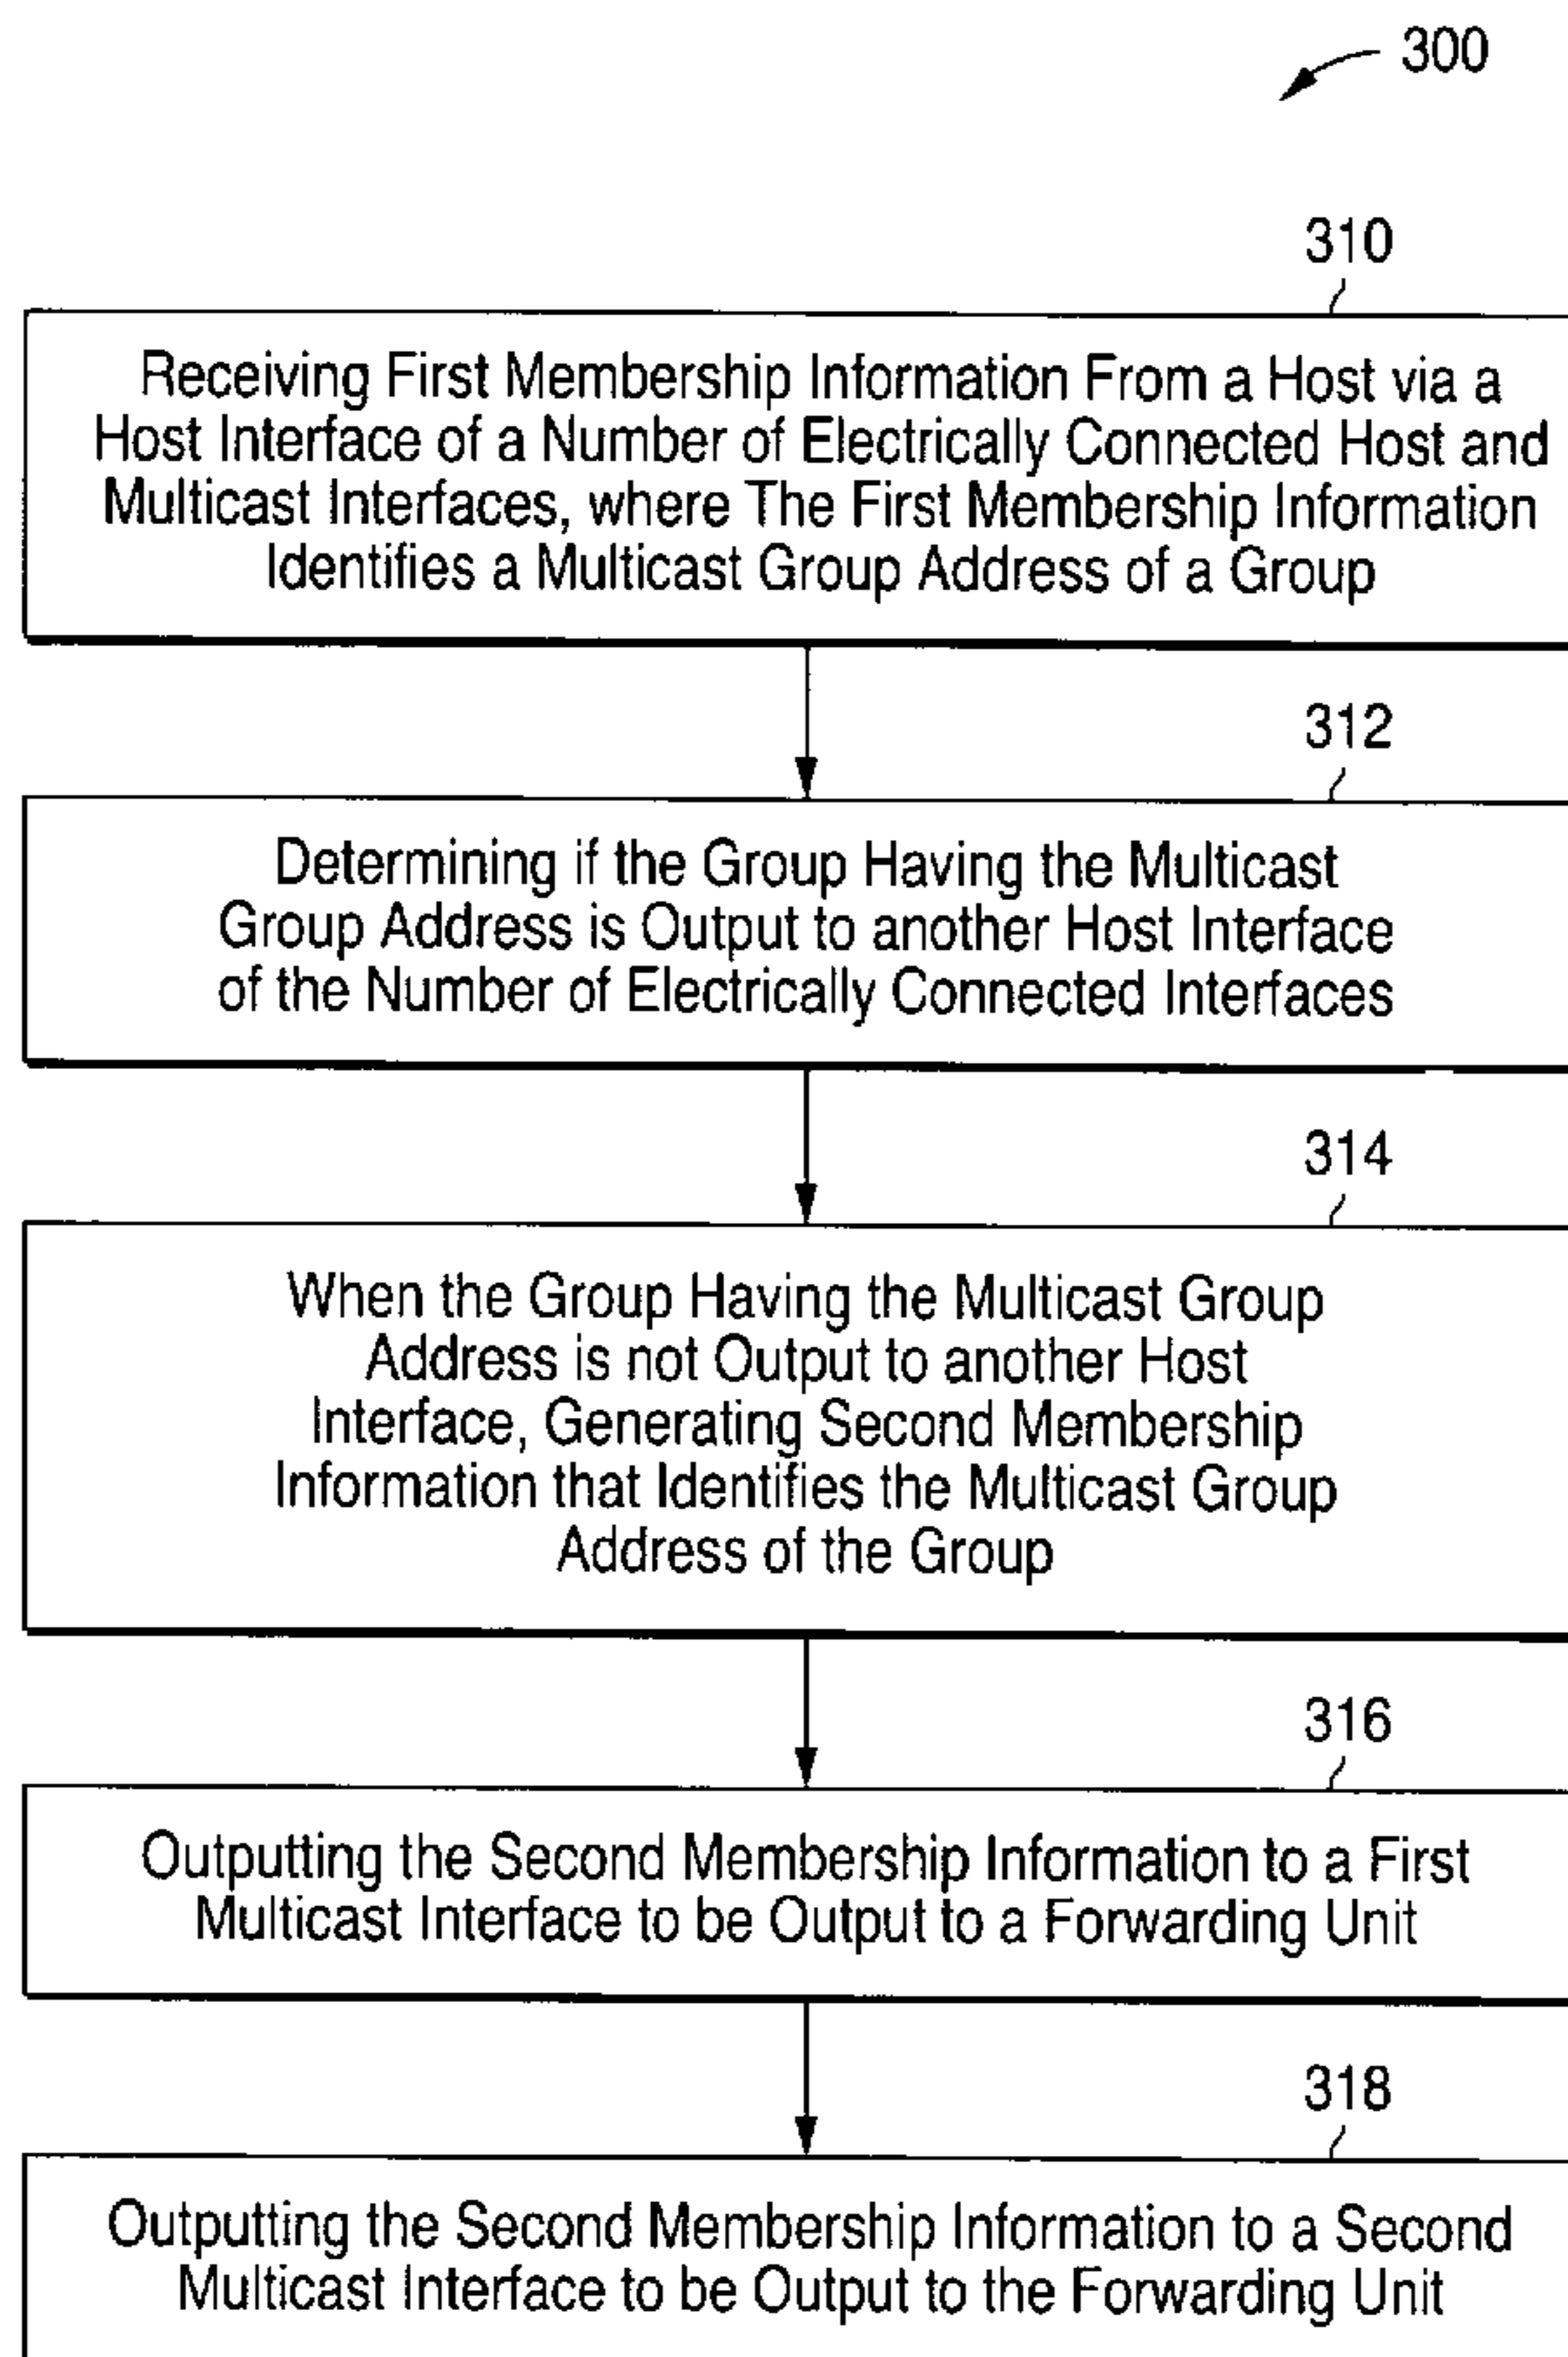 300
310
Receiving First Membership Information From a Host via a
Host Interface of a Number of Electrically Connected Host and
Multicast Interfaces, where The First Membership Information
Identifies a Multicast Group Address of a Group
312
Determining if the Group Having the Multicast
Group Address is Output to another Host Interface
of the Number of Electrically Connected Interfaces
314
When the Group Having the Multicast Group
Address is not Output to another Host
Interface, Generating Second Membership
Information that Identifies the Multicast Group
Address of the Group
316
Outputting the Second Membership Information to a First
Multicast Interface to be Output to a Forwarding Unit
318
Outputting the Second Membership Information to a Second
Multicast Interface to be Output to the Forwarding Unit